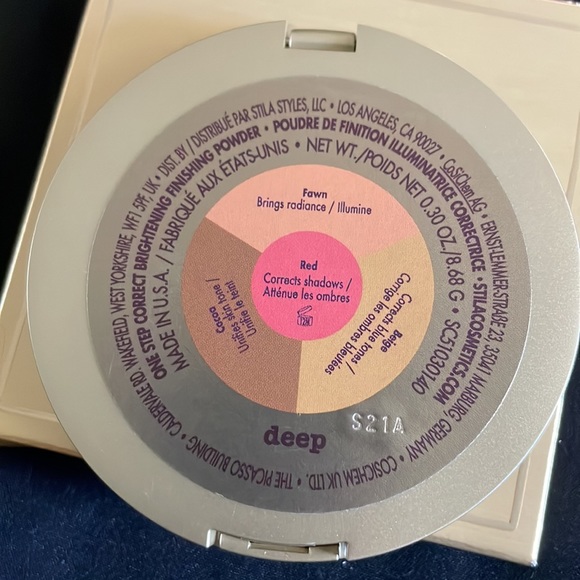 DIST. BY / DISTRIBUÉ PAR STILA STYLES, LLC • LOS ANGELES, CA 90027 • CoSiChem AG • ERNST-LEMMER-STRAßE 23, 35041 MARBURG, GERMANY • COSICHEM UK LTD. • THE PICASSO BUILDING • CALDERVALE RD, WAKEFIELD, WEST YORKSHIRE, WF1 5PF, UK •
ONE STEP CORRECT BRIGHTENING FINISHING POWDER • POUDRE DE FINITION ILLUMINATRICE CORRECTRICE • STILACOSMETICS.COM
MADE IN U.S.A. / FABRIQUE AUX ETATS-UNIS • NET WT./POIDS NET 0.30 OZ./8.68 G • SC51030140
Fawn
Brings radiance / Illumine
Red
Corrects shadows /
Atténue les ombres
12M
Cocoa
Unifies skin tone /
Unifie le teint
Beige
Corrects blue tones /
Corrige les ombres bleutées
deep
S21A